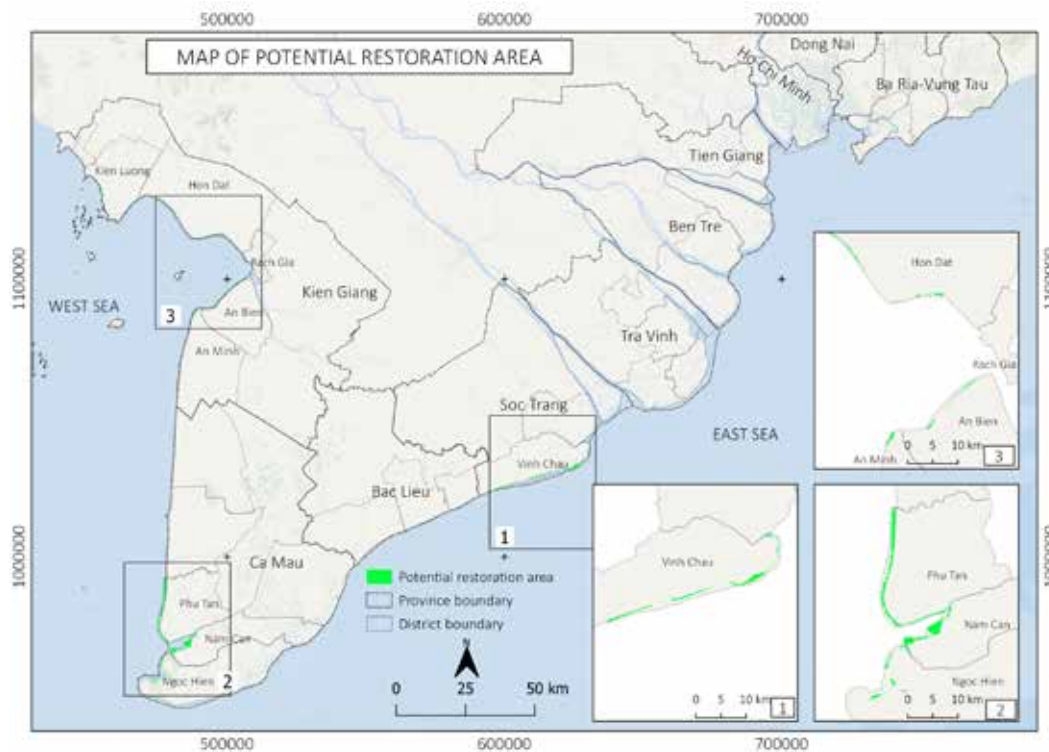 500000
600000
700000
MAP OF POTENTIAL RESTORATION AREA
Dong Nai
Ho Chi Minh
Ba Ria-Vung Tau
Tien Giang
Kien Luong
Hon Dat
Ben Tre
1100000
1100000
Rach Gia
Kien Giang
WEST SEA
3
An Bien
An Minh
Tra Vinh
Soc Trang
EAST SEA
Vinh Chau
Bac Lieu
1
Hon Dat
Rach Gia
An Bien
An Minh
0 5 10 km
3
1000000
1000000
Ca Mau
Phu Tan
Nam Can
Ngoc Hien
2
Potential restoration area
Province boundary
District boundary
N
0 25 50 km
Vinh Chau
0 5 10 km
1
Phu Tan
Nam Can
Ngoc Hien
0 5 10 km
2
500000
600000
700000